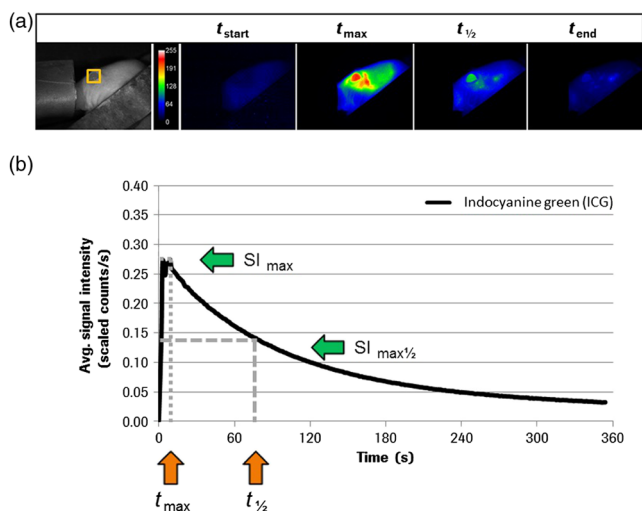 (a)
t start t max t ½ t end
255
191
128
64
0
(b)
Avg. signal intensity
(scaled counts/s)
0.40
0.35
0.30
0.25
0.20
0.15
0.10
0.05
0.00
Indocyanine green (ICG)
SI max
SI max½
0 60 120 180 240 300 360
Time (s)
t max t ½